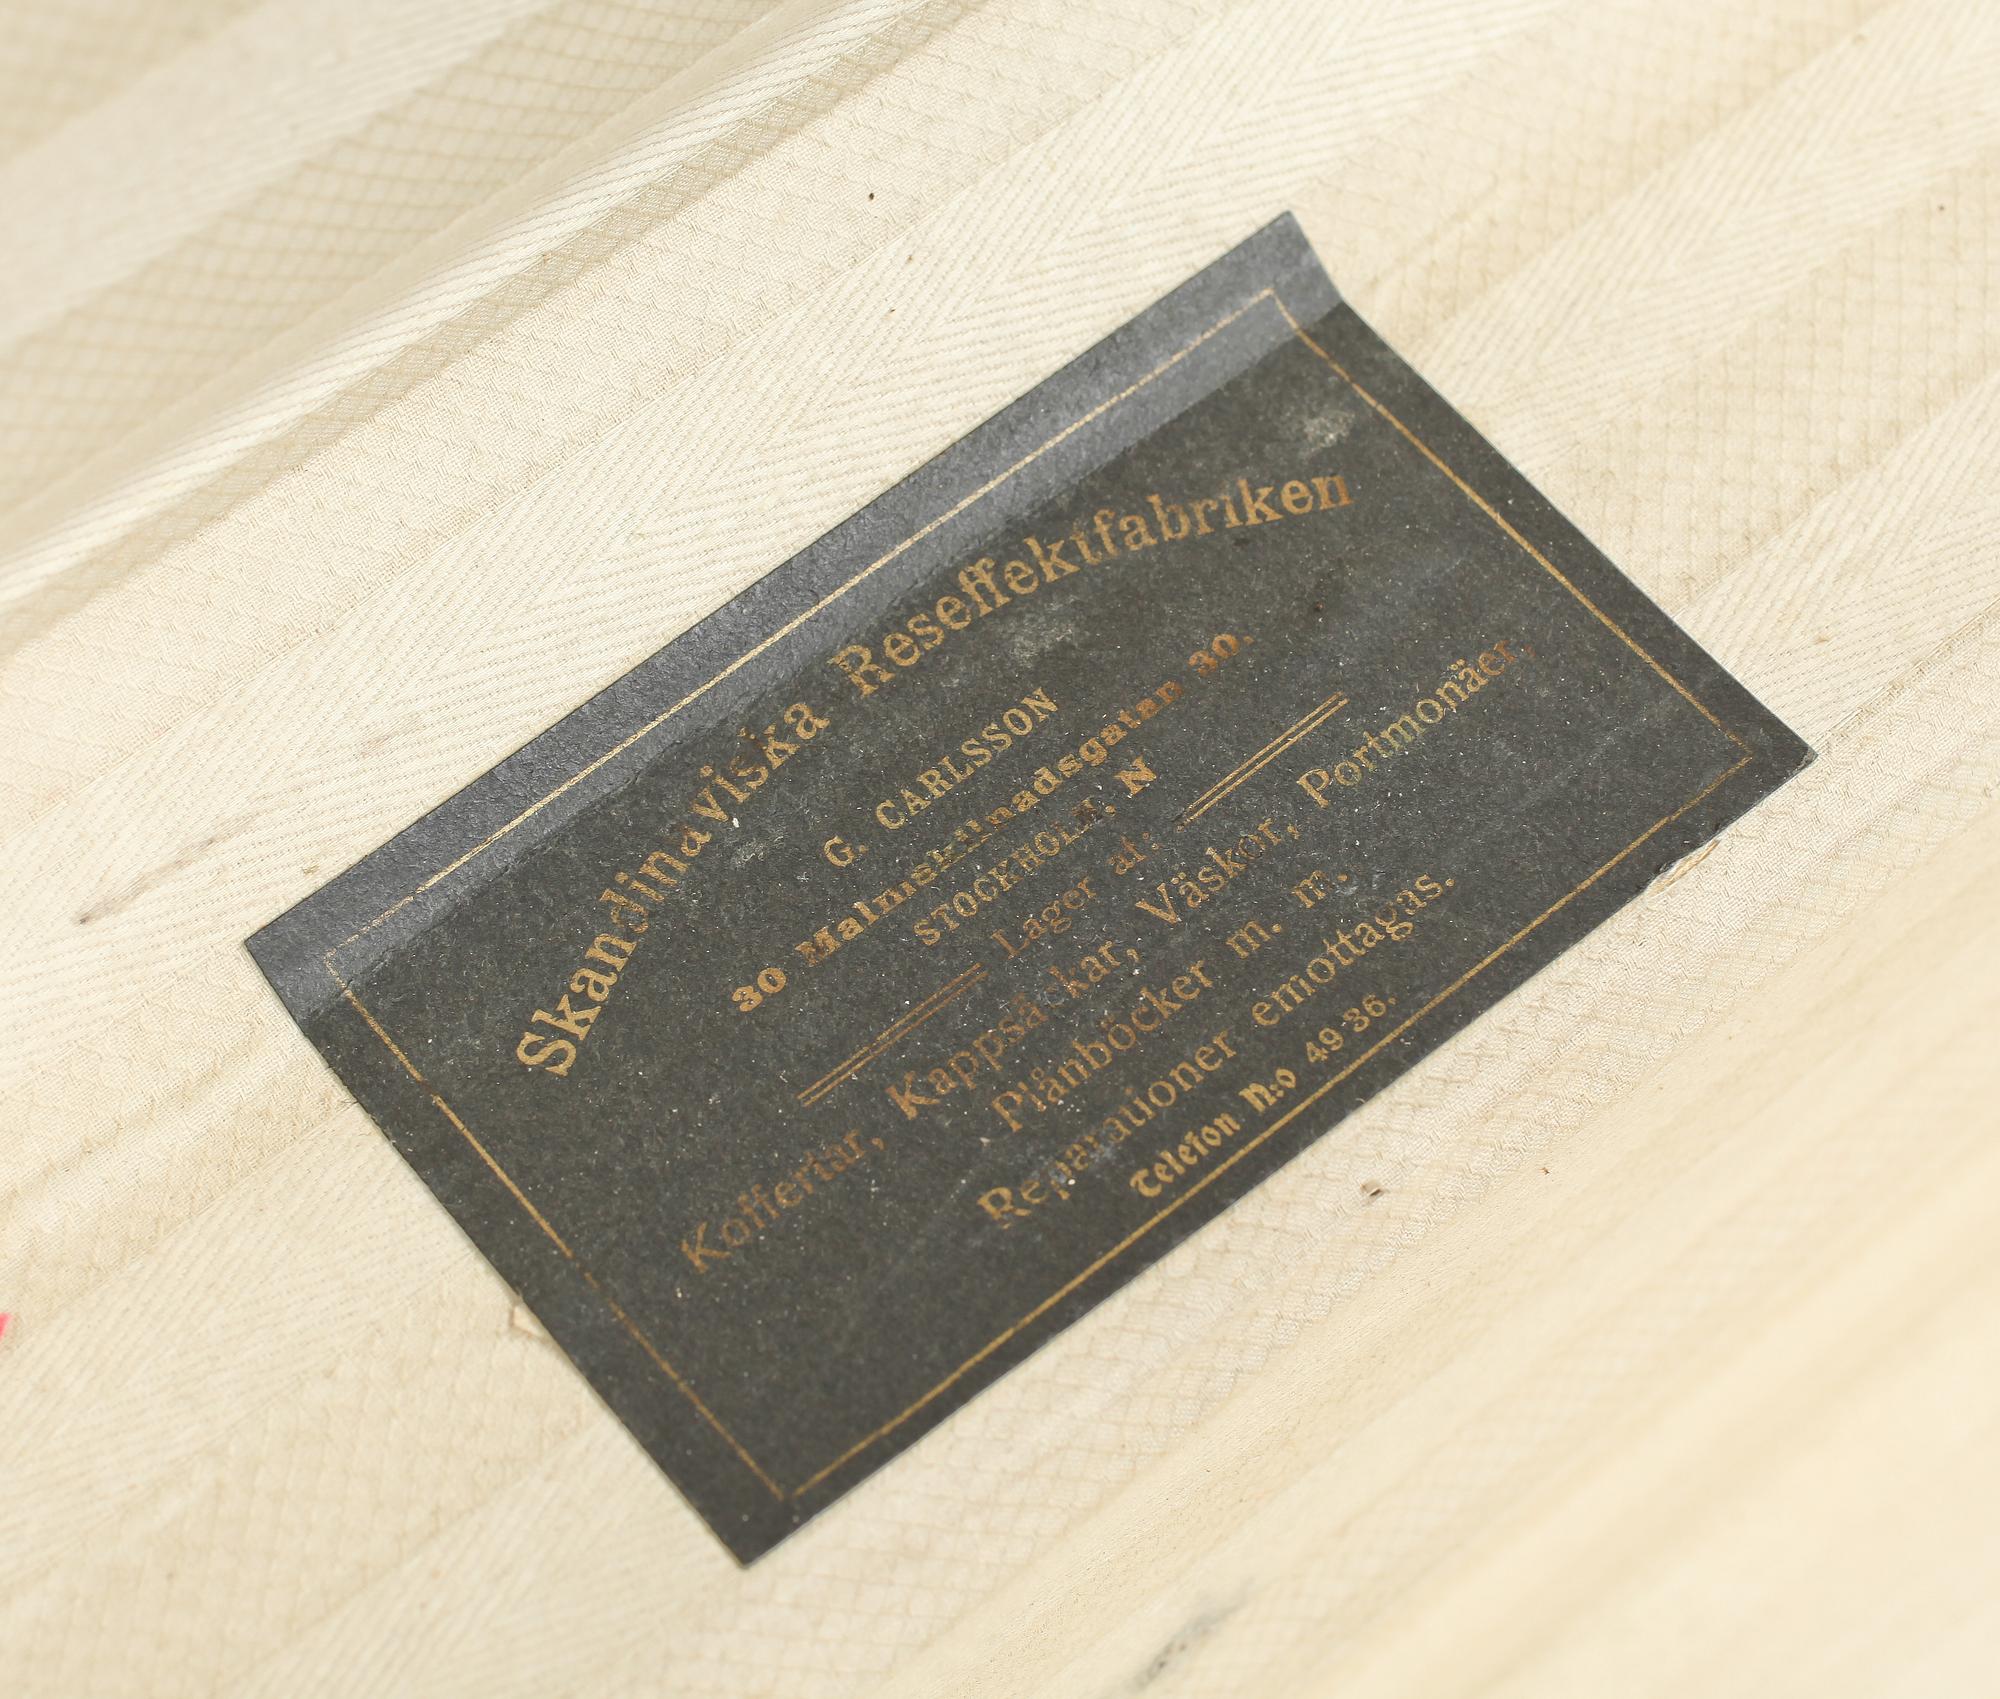 Skandinaviska Reseffektfabriken
G. CARLSSON
30 Malmskillnadsgatan 30.
STOCKHOLM. N
Lager af:
Koffertar, Kappsäckar, Väskor, Portmonäer,
Plånböcker m. m.
Reparationer emottagas.
Telefon N:o 49 36.